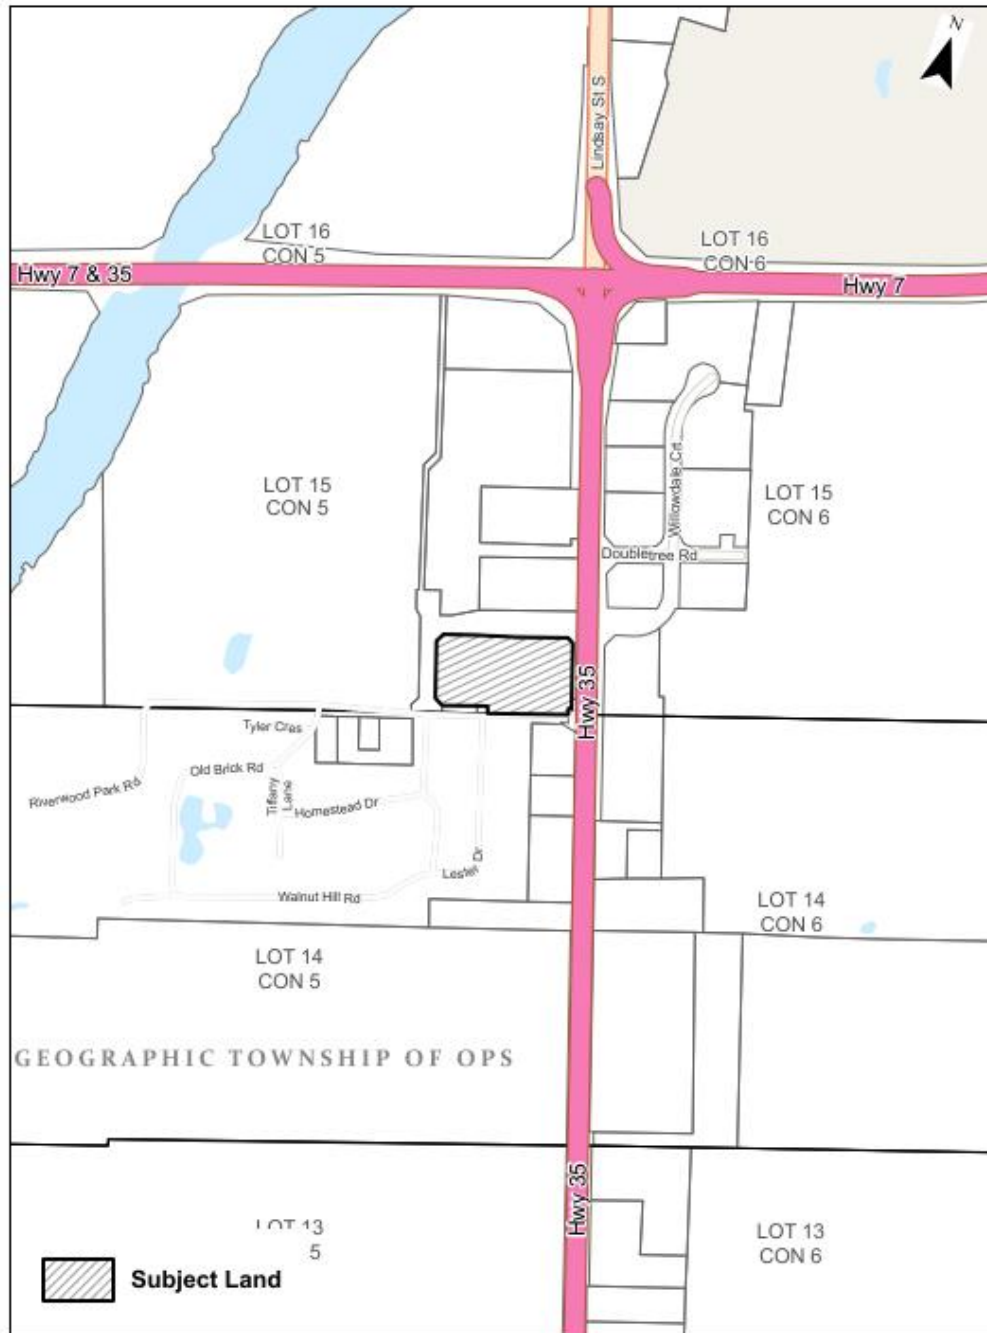 N
Lindsay St S
LOT 16
CON 5
LOT 16
CON 6
Hwy 7 & 35
Hwy 7
LOT 15
CON 5
Willowdale Crt
LOT 15
CON 6
Doubletree Rd
Hwy 35
Tyler Cres
Old Brick Rd
Riverwood Park Rd
Tiffany
Lane
Homestead Dr
Lester Dr
Walnut Hill Rd
LOT 14
CON 6
LOT 14
CON 5
GEOGRAPHIC TOWNSHIP OF OPS
Hwy 35
LOT 13
5
LOT 13
CON 6
Subject Land